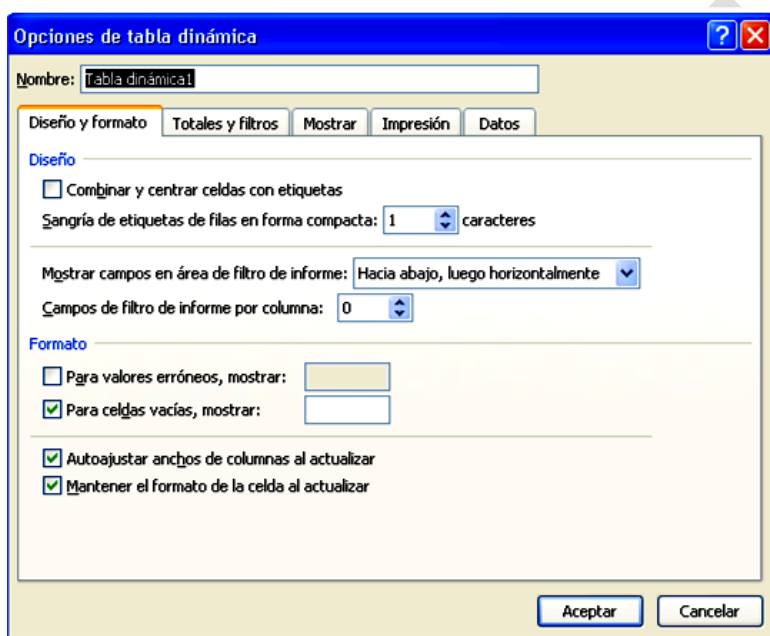 Opciones de tabla dinámica
Nombre: Tabla dinámica1
Diseño y formato Totales y filtros Mostrar Impresión Datos
Diseño
Combinar y centrar celdas con etiquetas
Sangría de etiquetas de filas en forma compacta: 1 caracteres
Mostrar campos en área de filtro de informe: Hacia abajo, luego horizontalmente
Campos de filtro de informe por columna: 0
Formato
Para valores erróneos, mostrar:
Para celdas vacías, mostrar:
Autoajustar anchos de columnas al actualizar
Mantener el formato de la celda al actualizar
Aceptar Cancelar